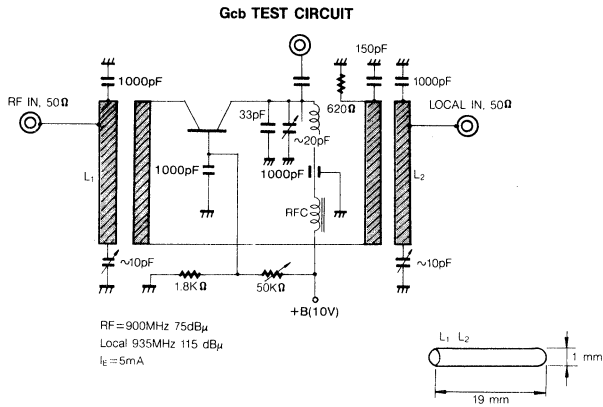 Gcb TEST CIRCUIT
150pF
1000pF
1000pF
RF IN, 50Ω
LOCAL IN, 50Ω
33pF
620Ω
~20pF
L₁
1000pF
1000pF
L₂
RFC
~10pF
~10pF
1.8KΩ
50KΩ
+B(10V)
RF=900MHz 75dBμ
Local 935MHz 115 dBμ
IE=5mA
L₁ L₂
1 mm
19 mm